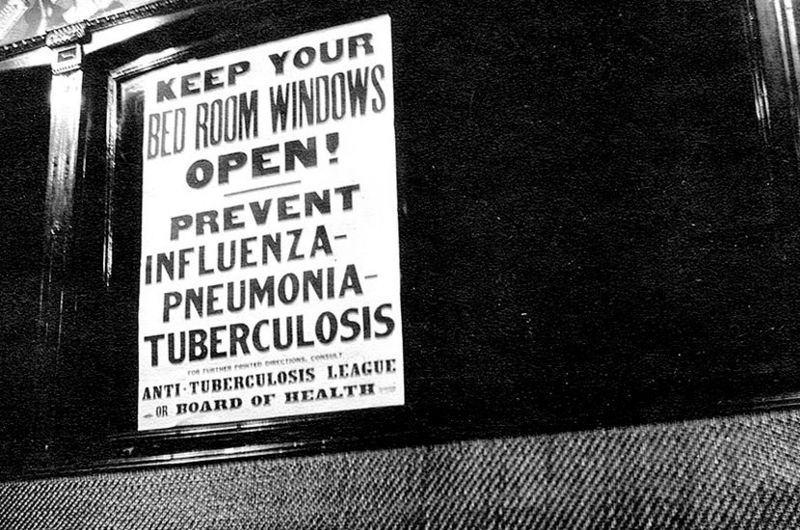 KEEP YOUR
BED ROOM WINDOWS
OPEN!
PREVENT
INFLUENZA-
PNEUMONIA-
TUBERCULOSIS
FOR FURTHER PRINTED DIRECTIONS, CONSULT
ANTI-TUBERCULOSIS LEAGUE
OR BOARD OF HEALTH